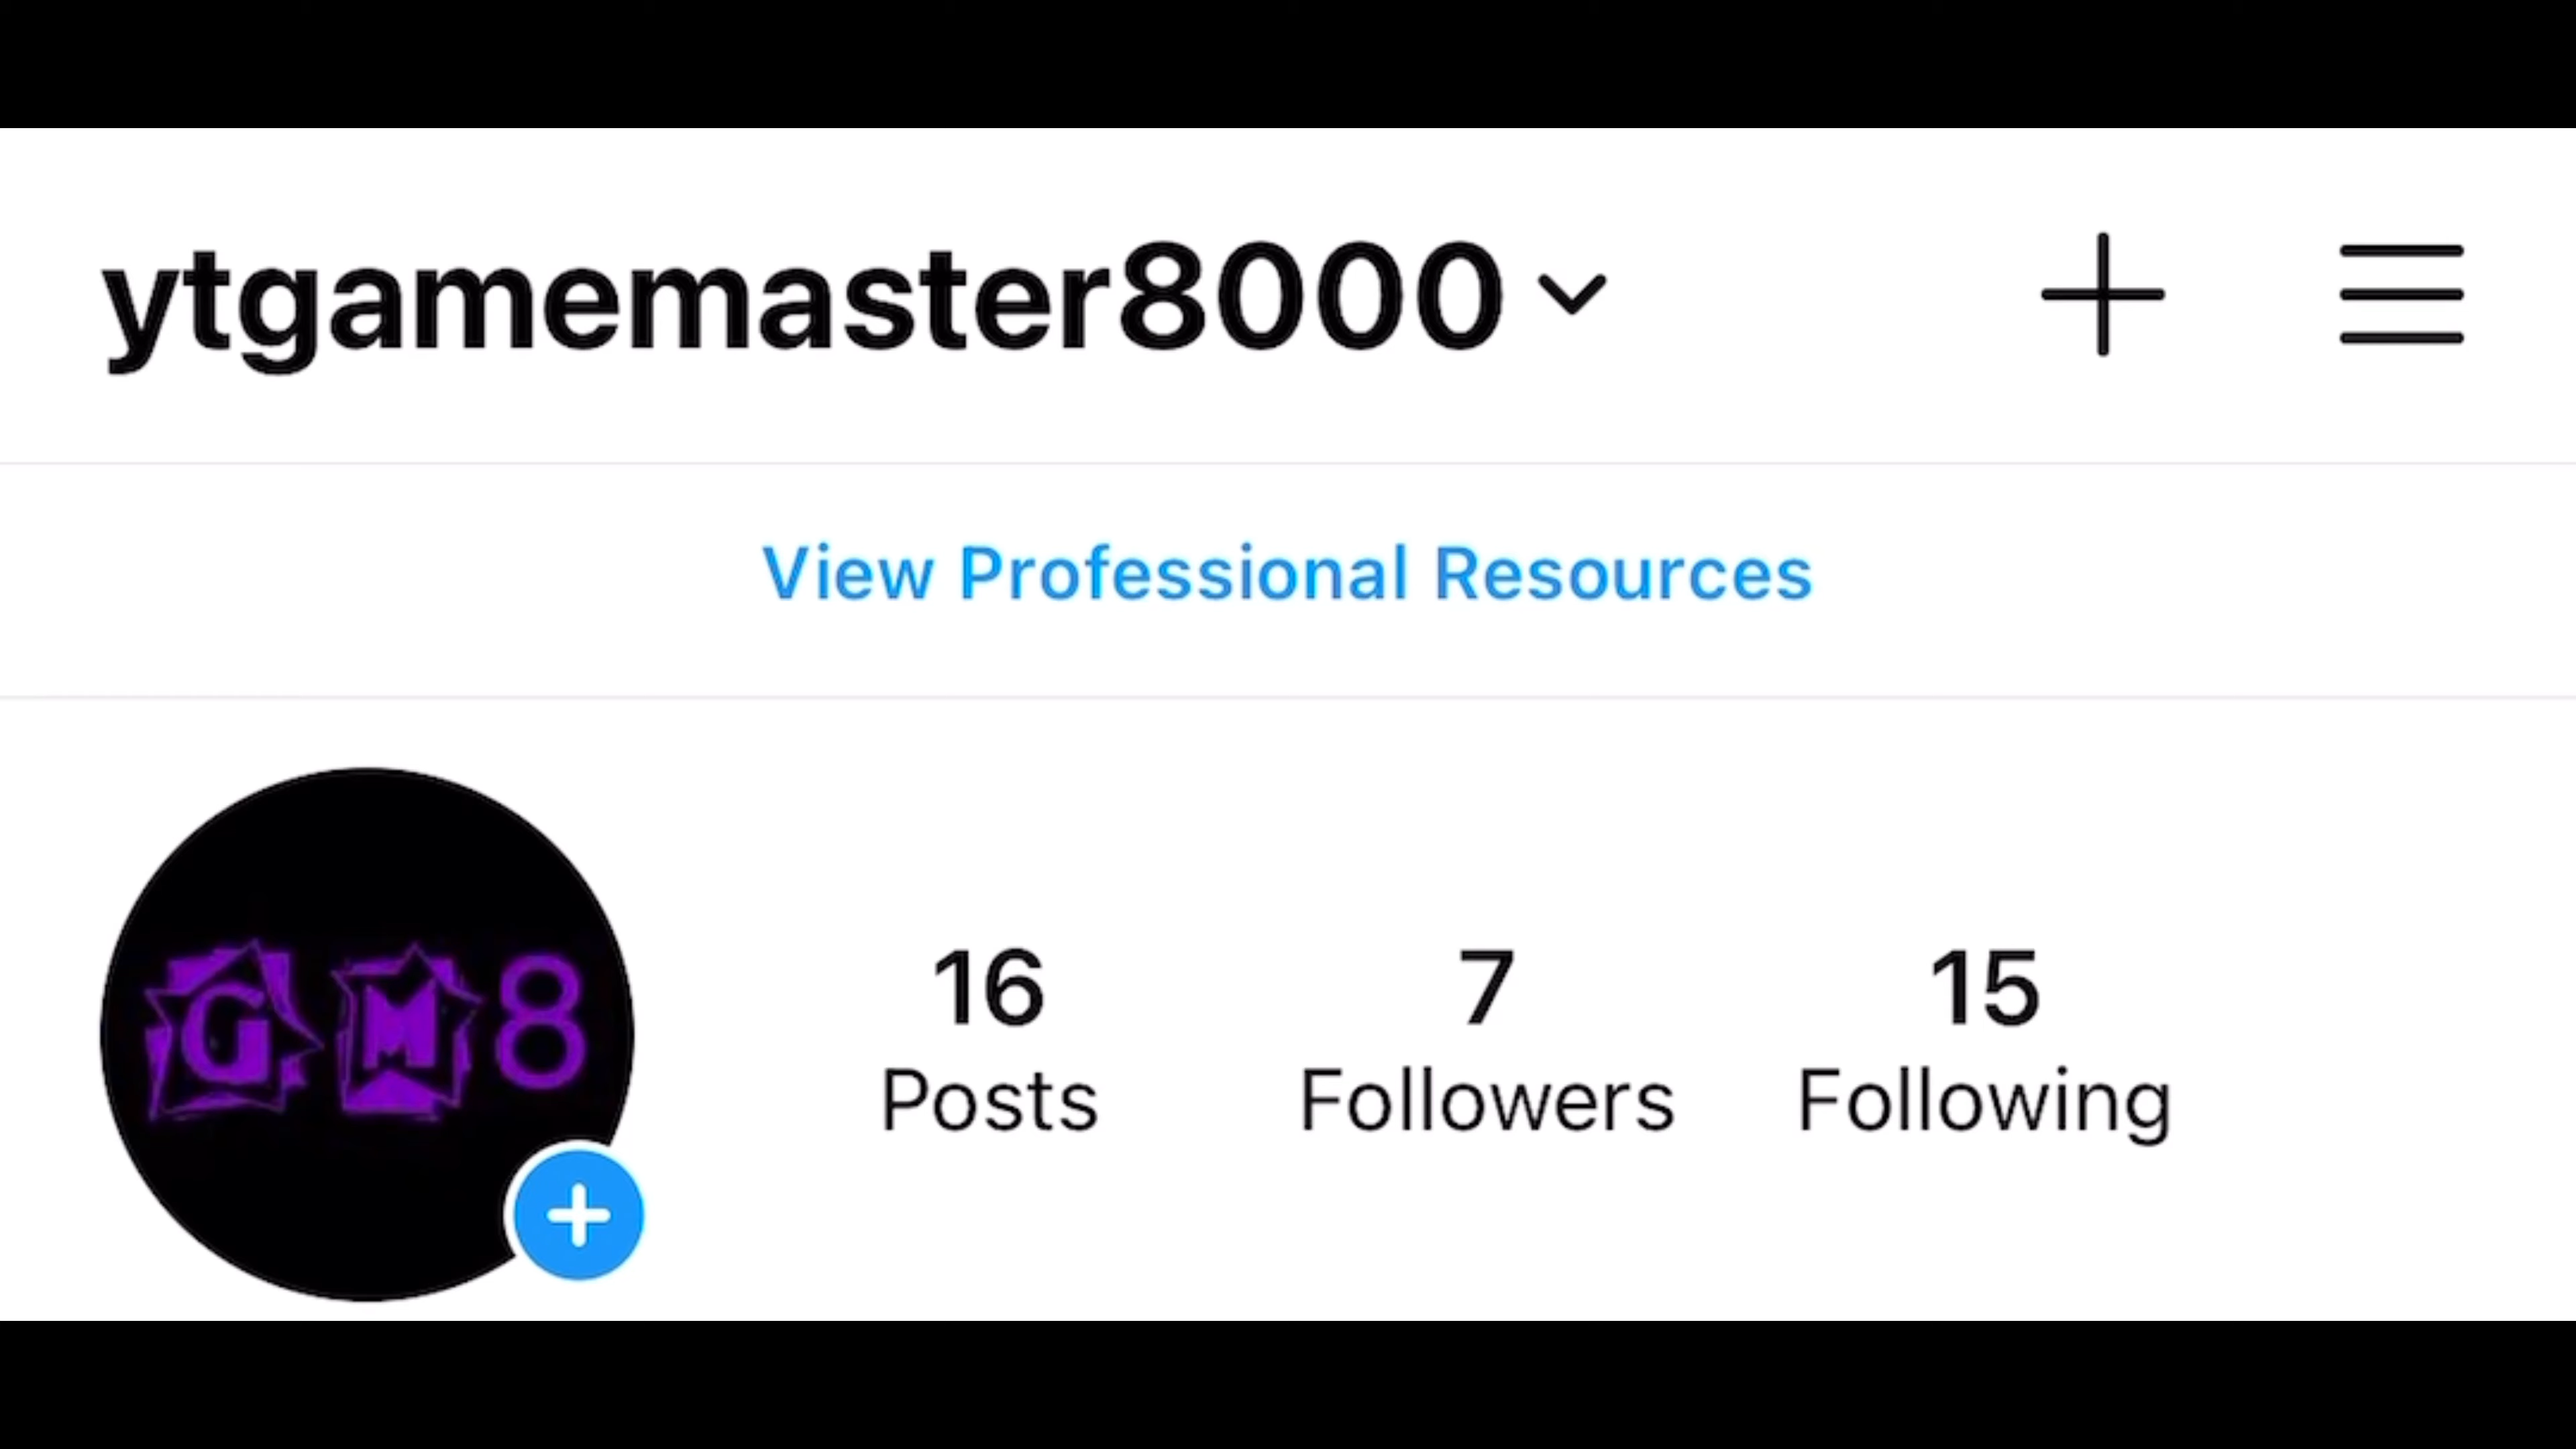 ytgamemaster8000
View Professional Resources
GM8
16 7 15
Posts Followers Following